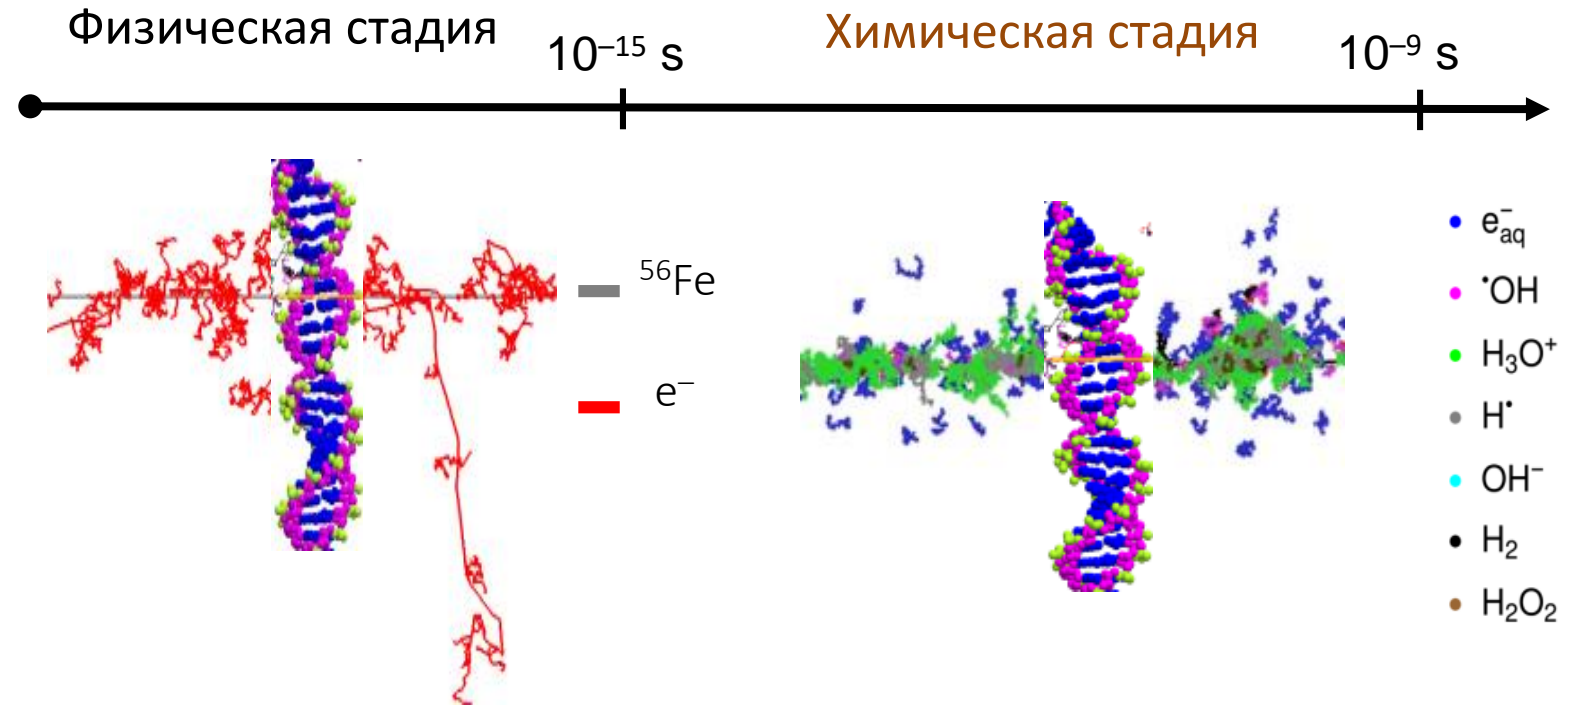 Физическая стадия
10⁻¹⁵ s
Химическая стадия
10⁻⁹ s
⁵⁶Fe
e⁻
e⁻aq
•OH
H₃O⁺
H•
OH⁻
H₂
H₂O₂